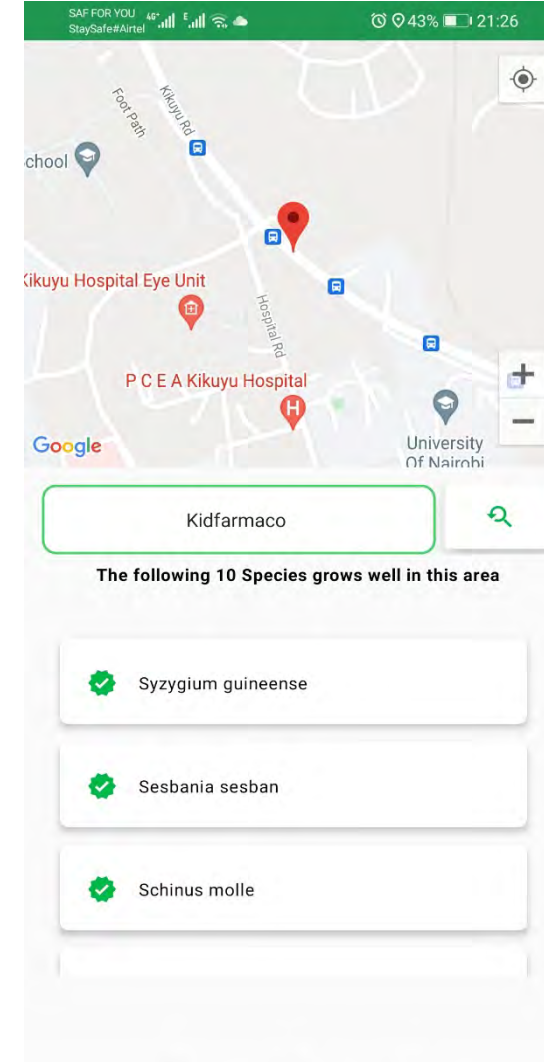 SAF FOR YOU
StaySafe#Airtel
43%
21:26
Foot Path
Kikuyu Rd
chool
Kikuyu Hospital Eye Unit
Hospital Rd
P C E A Kikuyu Hospital
H
University
Of Nairobi
Google
Kidfarmaco
The following 10 Species grows well in this area
Syzygium guineense
Sesbania sesban
Schinus molle